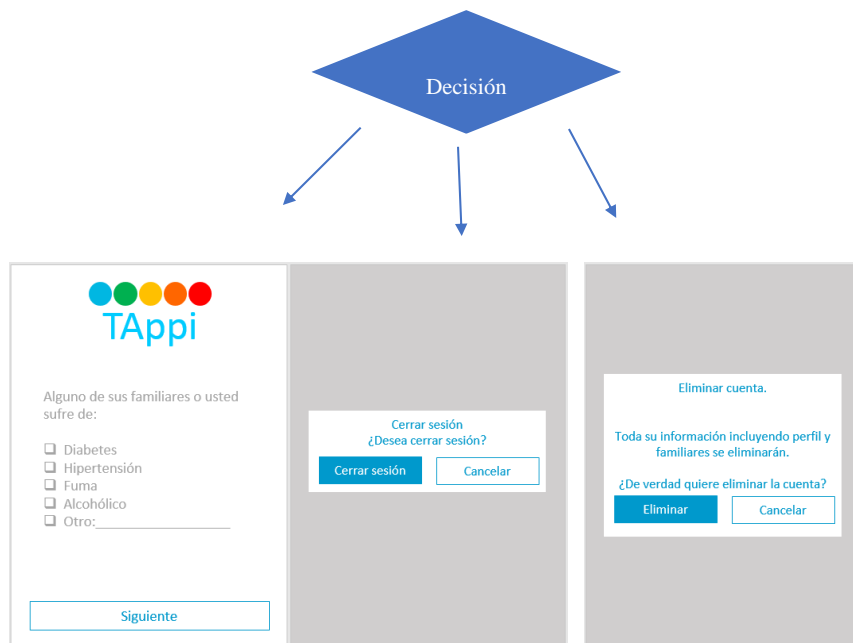 Decisión
TAppi
Alguno de sus familiares o usted
sufre de:
Diabetes
Hipertensión
Fuma
Alcohólico
Otro:____________________
Siguiente
Cerrar sesión
¿Desea cerrar sesión?
Cerrar sesión
Cancelar
Eliminar cuenta.
Toda su información incluyendo perfil y
familiares se eliminarán.
¿De verdad quiere eliminar la cuenta?
Eliminar
Cancelar